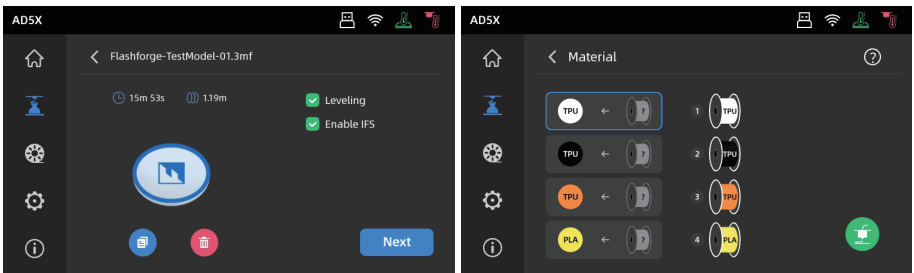 AD5X
Flashforge-TestModel-01.3mf
15m 53s
1.19m
Leveling
Enable IFS
Next
AD5X
Material
?
TPU ← ?
1 TPU
TPU ← ?
2 TPU
TPU ← ?
3 TPU
PLA ← ?
4 PLA